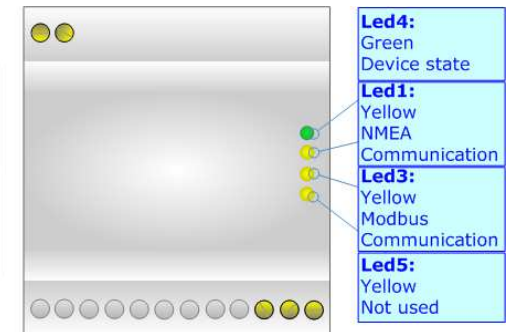 Led4:
Green
Device state
Led1:
Yellow
NMEA
Communication
Led3:
Yellow
Modbus
Communication
Led5:
Yellow
Not used